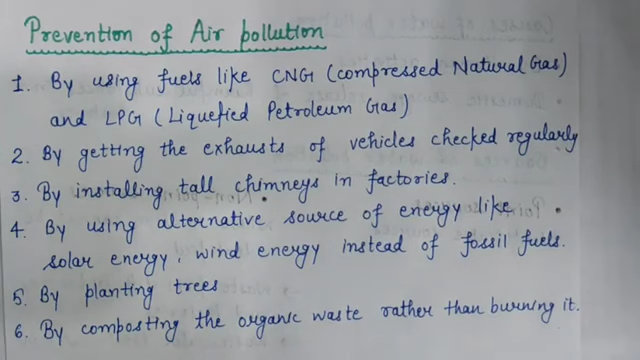 Prevention of Air pollution
1. By using fuels like CNG (compressed Natural Gas)
and LPG (Liquefied Petroleum Gas)
2. By getting the exhausts of vehicles checked regularly
3. By installing tall chimneys in factories.
4. By using alternative source of energy like
solar energy, wind energy instead of fossil fuels.
5. By planting trees
6. By composting the organic waste rather than burning it.